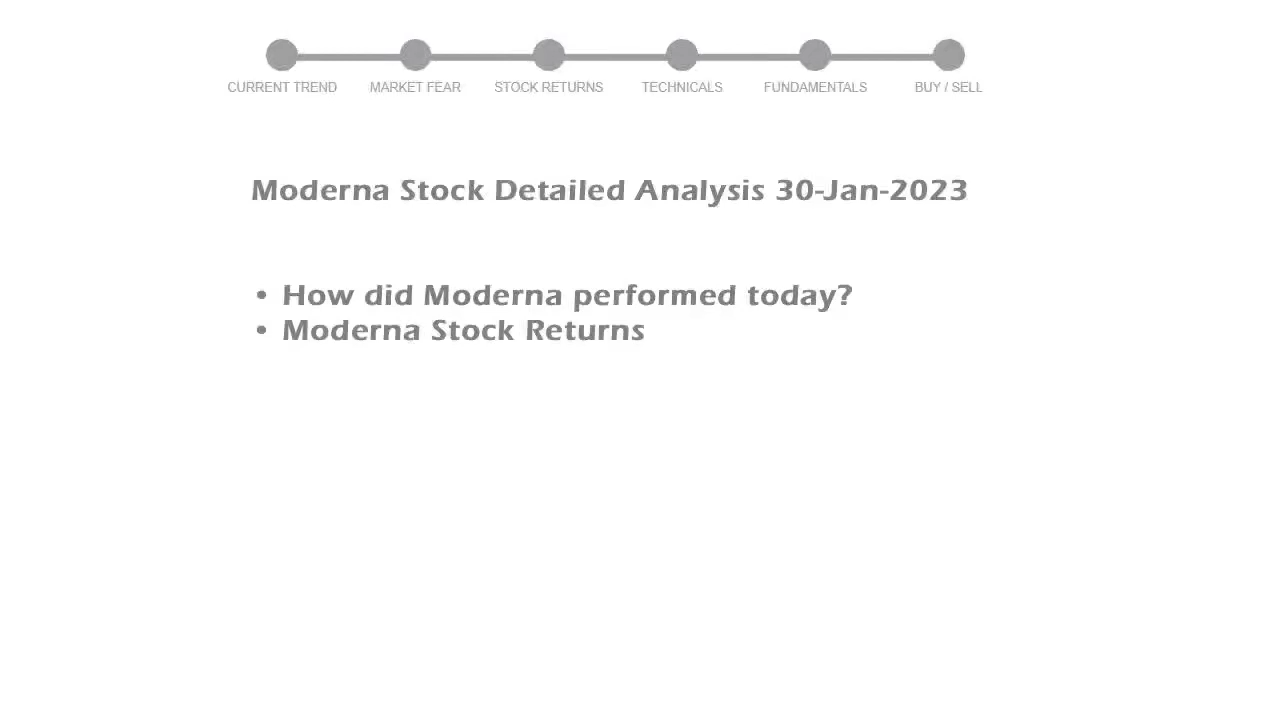 CURRENT TREND MARKET FEAR STOCK RETURNS TECHNICALS FUNDAMENTALS BUY / SELL
Moderna Stock Detailed Analysis 30-Jan-2023
• How did Moderna performed today?
• Moderna Stock Returns